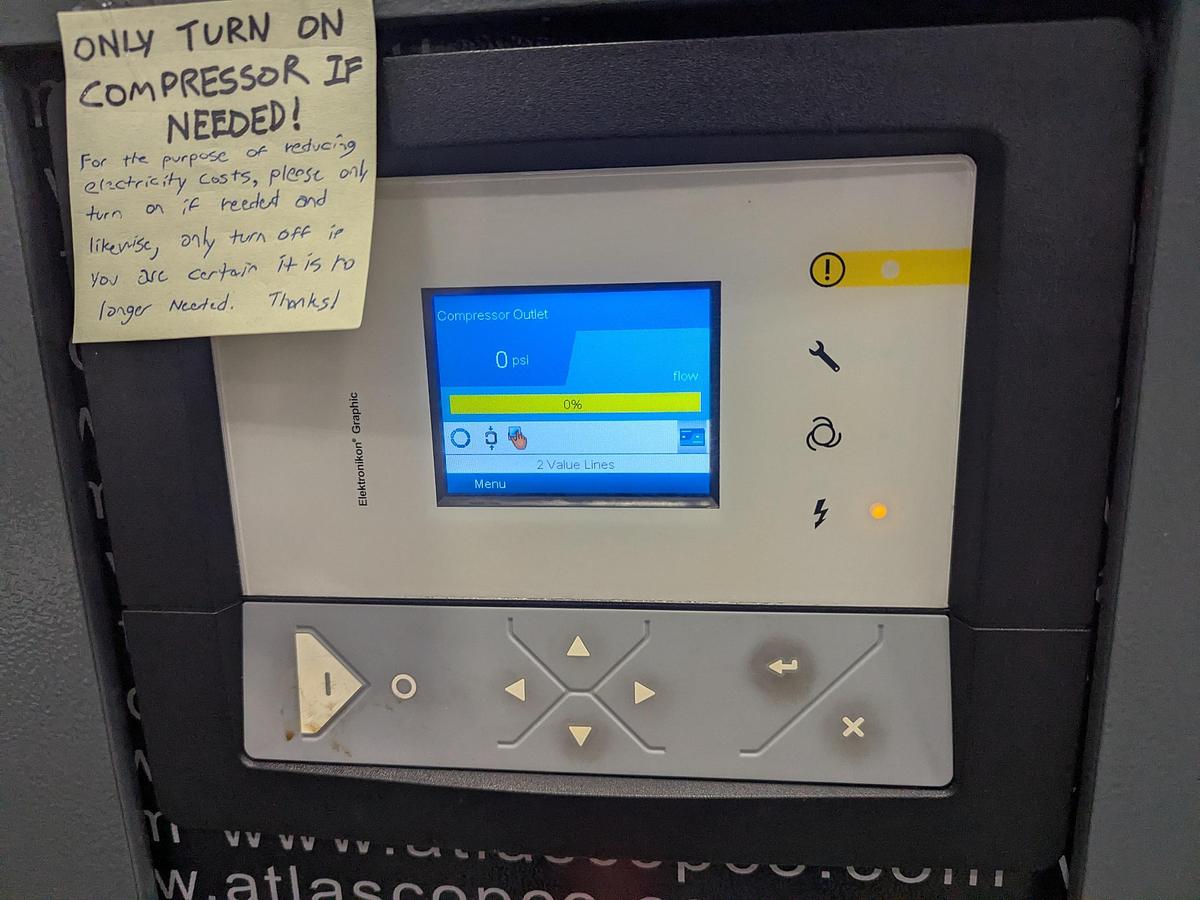 ONLY TURN ON
COMPRESSOR IF
NEEDED!
For the purpose of reducing
electricity costs, please only
turn on if needed and
likewise, only turn off if
you are certain it is no
longer needed. Thanks!
Compressor Outlet
0 psi
flow
0%
2 Value Lines
Menu
Elektronikon® Graphic
www.atlascopco.com
w.atlascopco